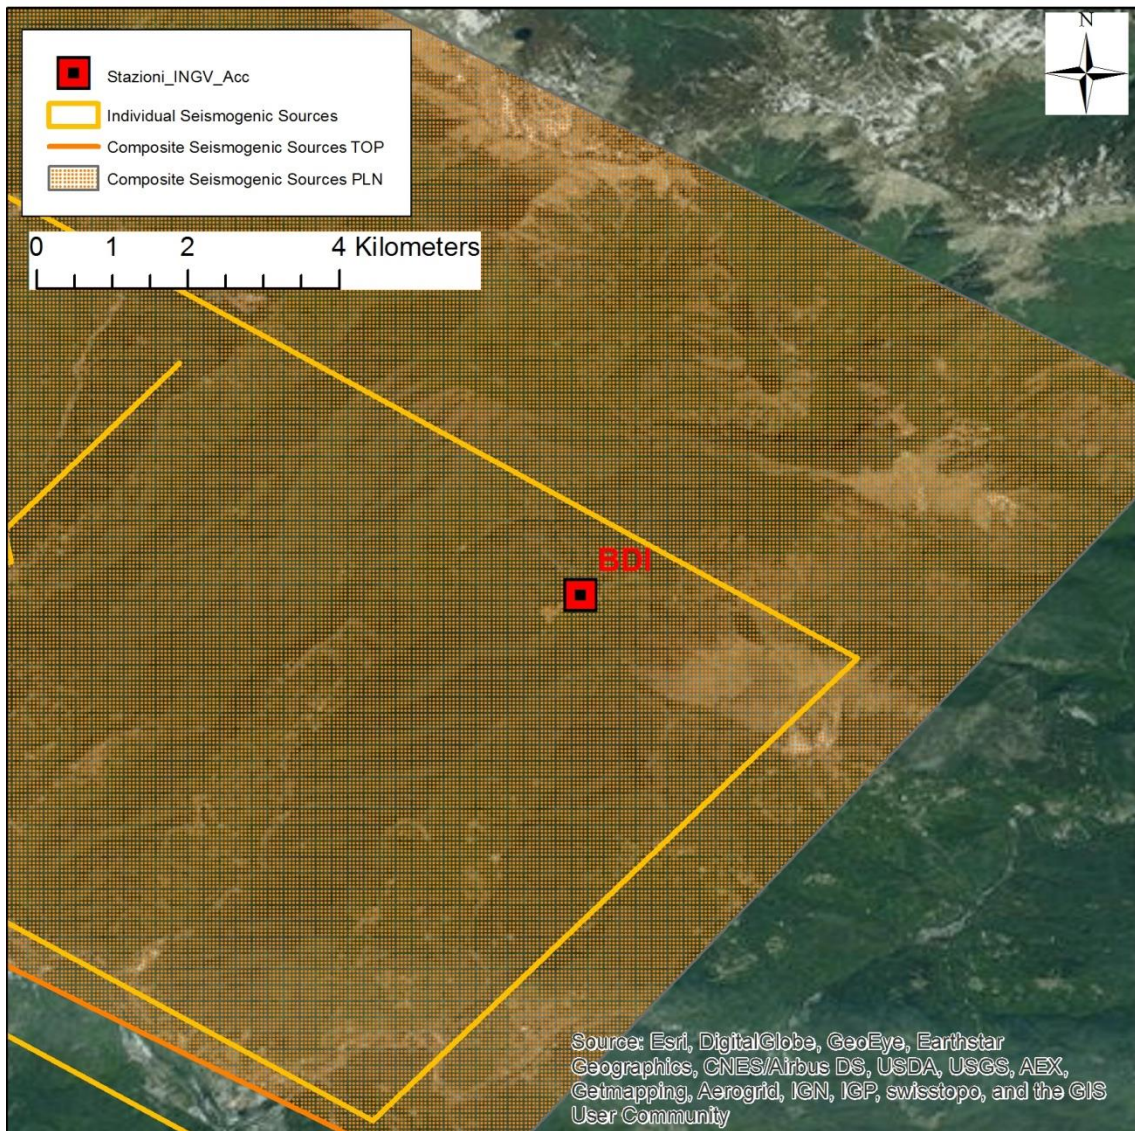 N
Stazioni_INGV_Acc
Individual Seismogenic Sources
Composite Seismogenic Sources TOP
Composite Seismogenic Sources PLN
0 1 2 4 Kilometers
BDI
Source: Esri, DigitalGlobe, GeoEye, Earthstar
Geographics, CNES/Airbus DS, USDA, USGS, AEX,
Getmapping, Aerogrid, IGN, IGP, swisstopo, and the GIS
User Community